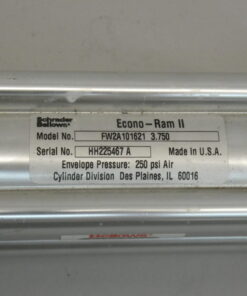 Schrader
Bellows
Econo-Ram II
Model No. FW2A101621 3.750
Serial No. HH225467 A Made in U.S.A.
Envelope Pressure: 250 psi Air
Cylinder Division Des Plaines, IL 60016